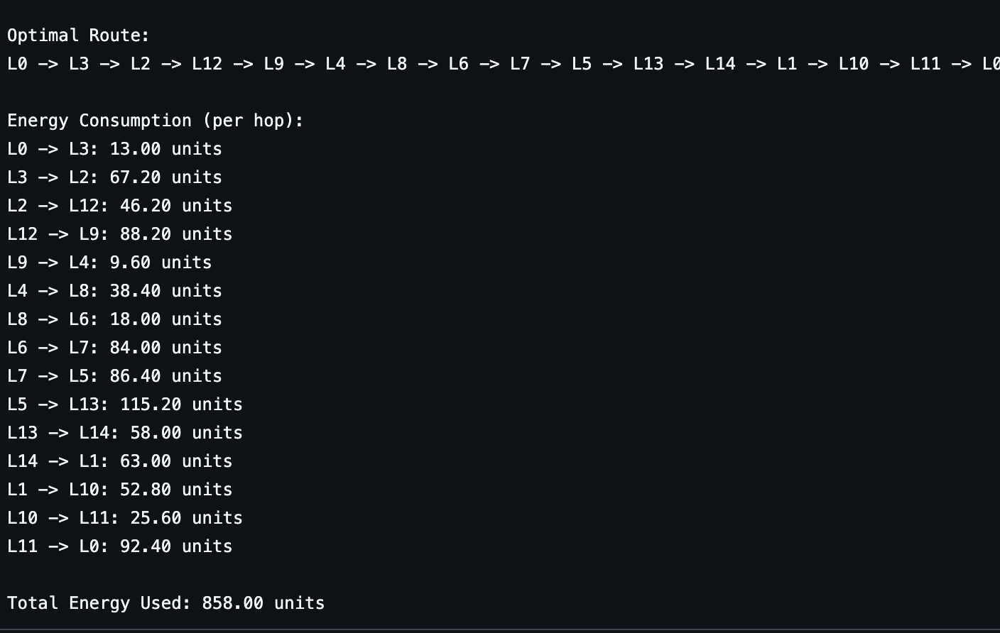 Optimal Route:
L0 -> L3 -> L2 -> L12 -> L9 -> L4 -> L8 -> L6 -> L7 -> L5 -> L13 -> L14 -> L1 -> L10 -> L11 -> L0
Energy Consumption (per hop):
L0 -> L3: 13.00 units
L3 -> L2: 67.20 units
L2 -> L12: 46.20 units
L12 -> L9: 88.20 units
L9 -> L4: 9.60 units
L4 -> L8: 38.40 units
L8 -> L6: 18.00 units
L6 -> L7: 84.00 units
L7 -> L5: 86.40 units
L5 -> L13: 115.20 units
L13 -> L14: 58.00 units
L14 -> L1: 63.00 units
L1 -> L10: 52.80 units
L10 -> L11: 25.60 units
L11 -> L0: 92.40 units
Total Energy Used: 858.00 units